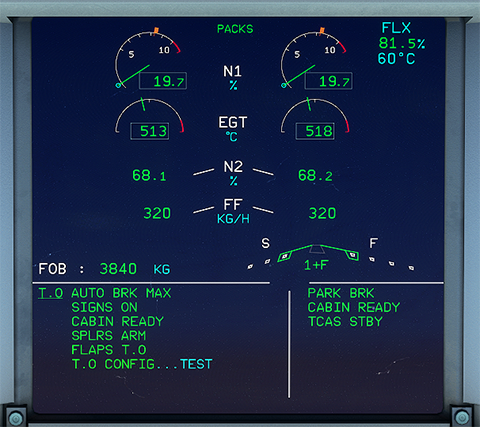 PACKS
FLX
81.5%
60°C
5 10
5 10
19.7 N1 % 19.7
513 EGT °C 518
68.1 N2 % 68.2
320 FF KG/H 320
S F
1+F
FOB : 3840 KG
T.O AUTO BRK MAX
SIGNS ON
CABIN READY
SPLRS ARM
FLAPS T.O
T.O CONFIG...TEST
PARK BRK
CABIN READY
TCAS STBY